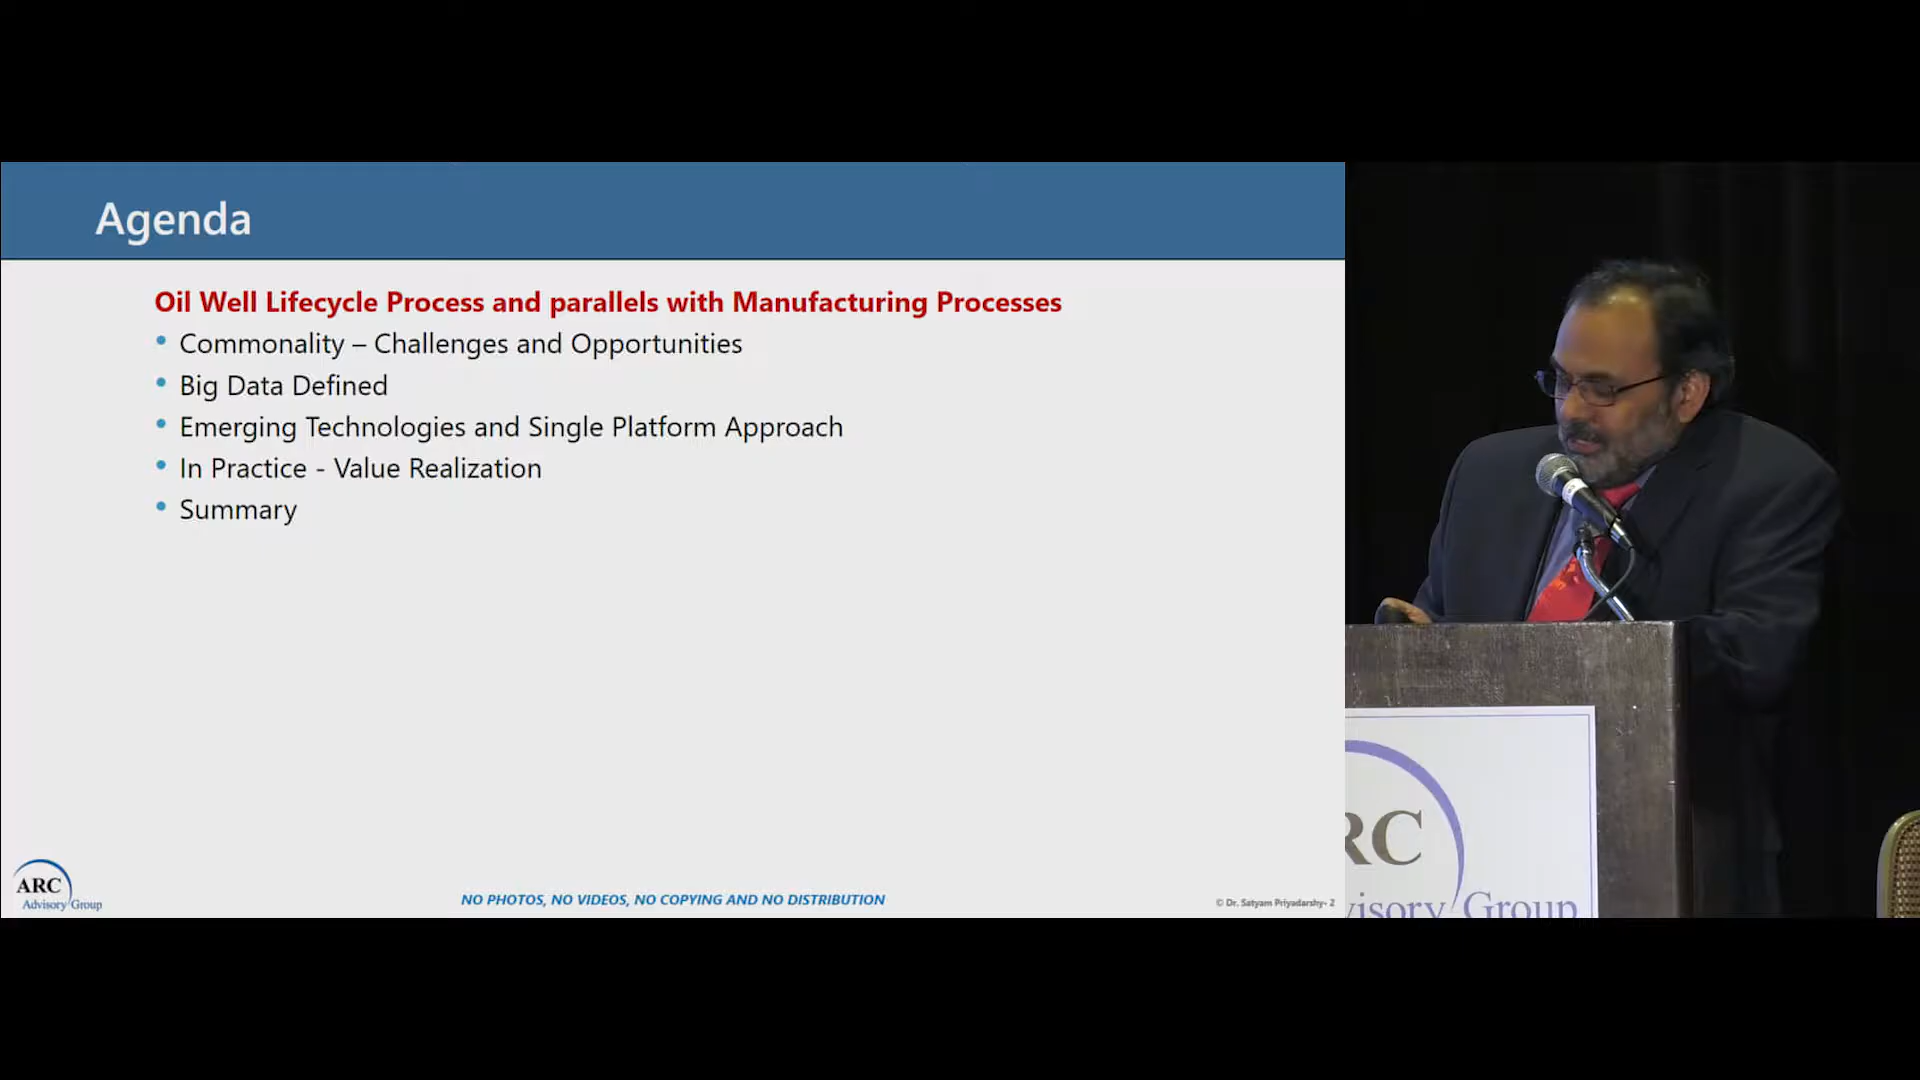 Agenda
Oil Well Lifecycle Process and parallels with Manufacturing Processes
• Commonality – Challenges and Opportunities
• Big Data Defined
• Emerging Technologies and Single Platform Approach
• In Practice - Value Realization
• Summary
ARC
Advisory Group
NO PHOTOS, NO VIDEOS, NO COPYING AND NO DISTRIBUTION
© Dr. Satyam Priyadarshy- 2
RC
visory Group